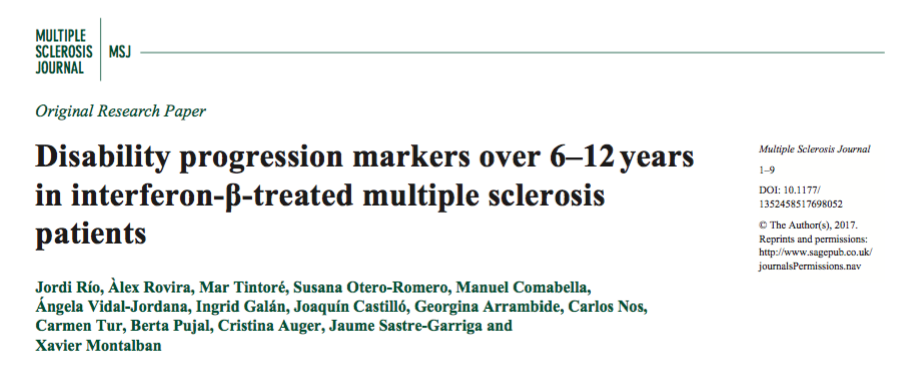 MULTIPLE
SCLEROSIS
JOURNAL
MSJ
Original Research Paper
Disability progression markers over 6–12 years
in interferon-β-treated multiple sclerosis
patients
Jordi Río, Àlex Rovira, Mar Tintoré, Susana Otero-Romero, Manuel Comabella,
Ángela Vidal-Jordana, Ingrid Galán, Joaquín Castilló, Georgina Arrambide, Carlos Nos,
Carmen Tur, Berta Pujal, Cristina Auger, Jaume Sastre-Garriga and
Xavier Montalban
Multiple Sclerosis Journal
1–9
DOI: 10.1177/
1352458517698052
© The Author(s), 2017.
Reprints and permissions:
http://www.sagepub.co.uk/
journalsPermissions.nav